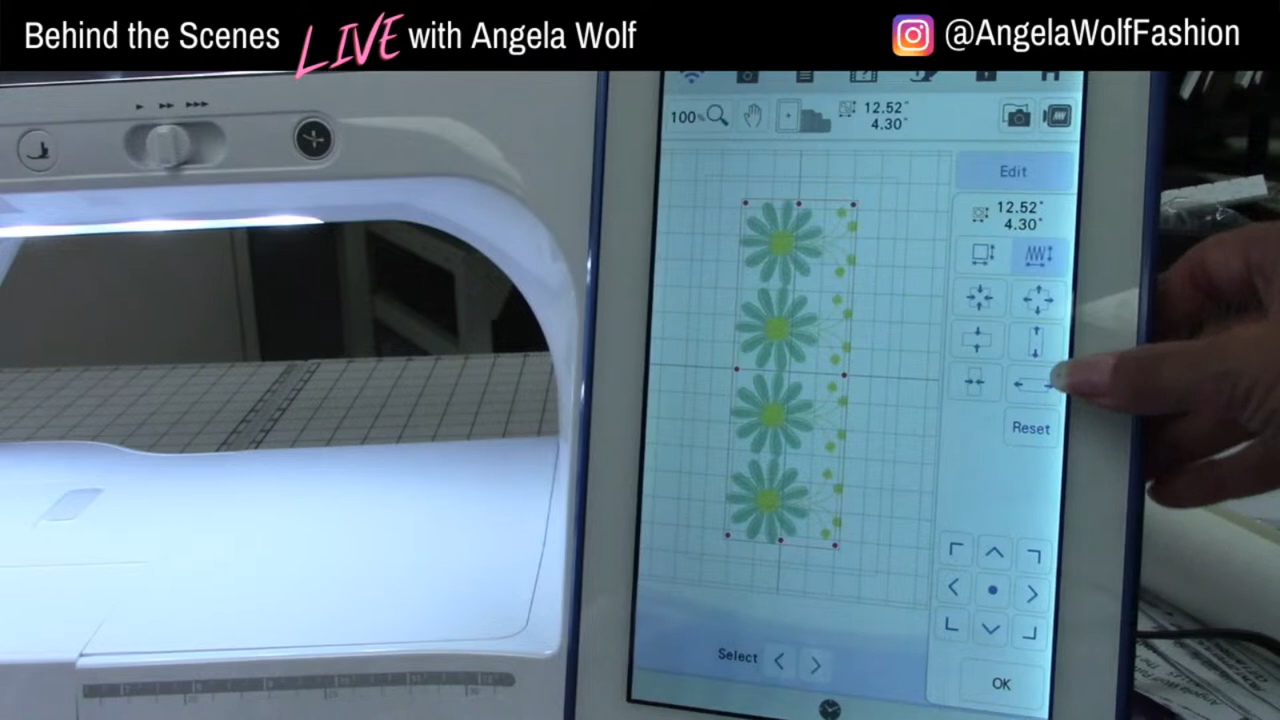 Behind the Scenes LIVE with Angela Wolf
@AngelaWolfFashion
100%
12.52"
4.30"
Edit
12.52"
4.30"
Reset
Select
OK